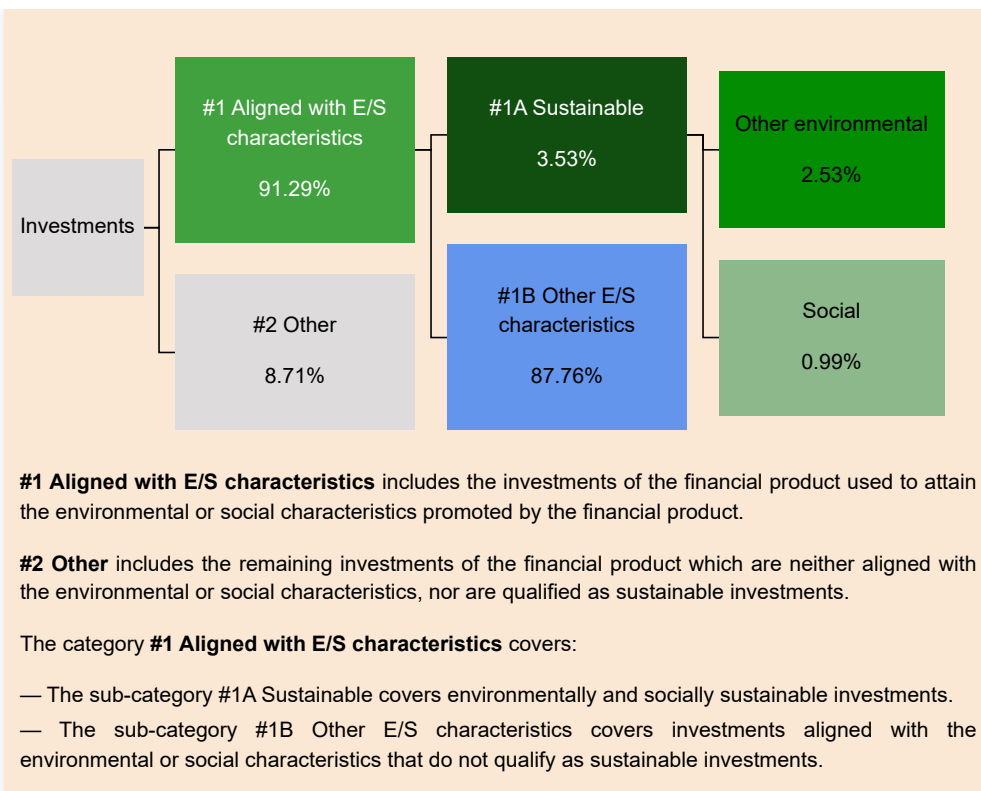 #1 Aligned with E/S
characteristics
91.29%
#1A Sustainable
3.53%
Other environmental
2.53%
Investments
#2 Other
8.71%
#1B Other E/S
characteristics
87.76%
Social
0.99%
#1 Aligned with E/S characteristics includes the investments of the financial product used to attain
the environmental or social characteristics promoted by the financial product.
#2 Other includes the remaining investments of the financial product which are neither aligned with
the environmental or social characteristics, nor are qualified as sustainable investments.
The category #1 Aligned with E/S characteristics covers:
— The sub-category #1A Sustainable covers environmentally and socially sustainable investments.
— The sub-category #1B Other E/S characteristics covers investments aligned with the
environmental or social characteristics that do not qualify as sustainable investments.